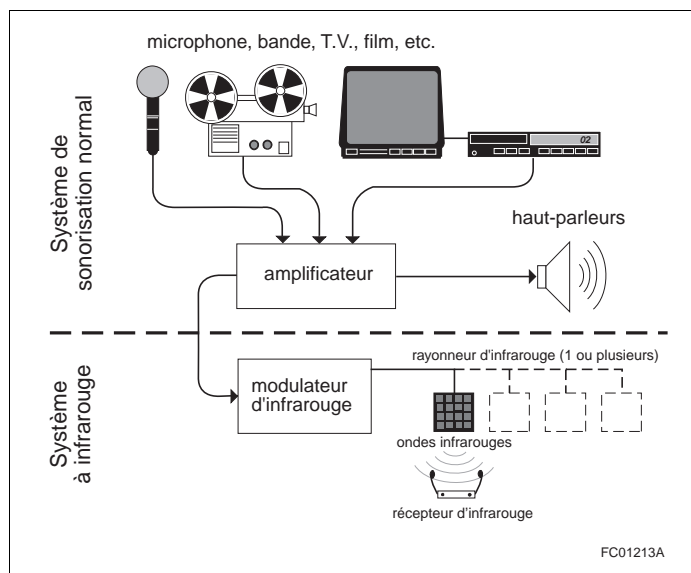 microphone, bande, T.V., film, etc.
02
Système de
sonorisation normal
haut-parleurs
amplificateur
rayonneur d'infrarouge (1 ou plusieurs)
Système
à infrarouge
modulateur
d'infrarouge
ondes infrarouges
récepteur d'infrarouge
FC01213A